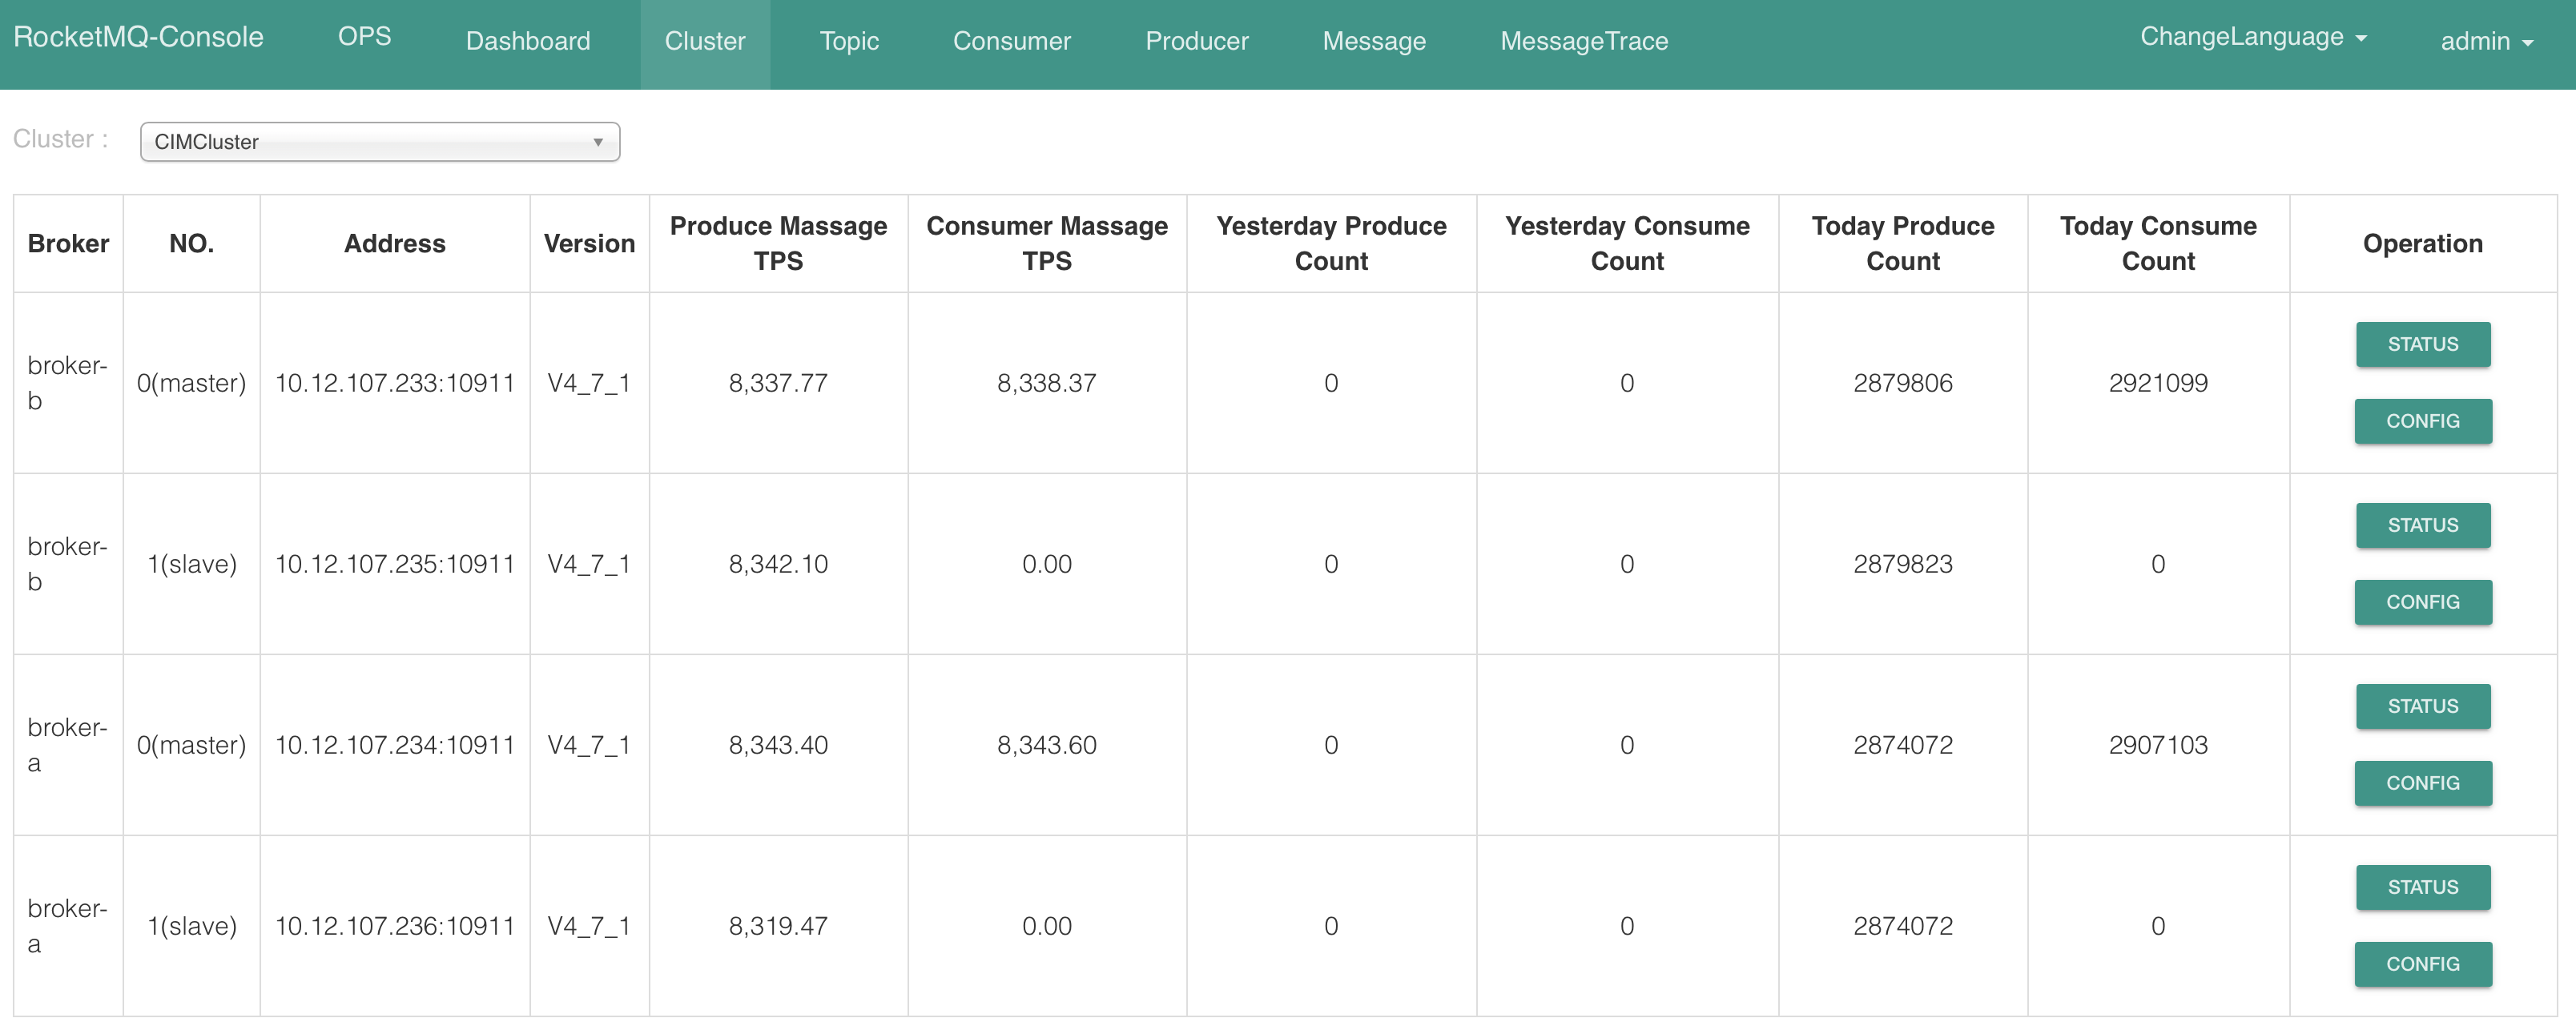 RocketMQ-Console OPS Dashboard Cluster Topic Consumer Producer Message MessageTrace ChangeLanguage admin
Cluster : CIMCluster
Broker NO. Address Version Produce Massage TPS Consumer Massage TPS Yesterday Produce Count Yesterday Consume Count Today Produce Count Today Consume Count Operation
broker-b 0(master) 10.12.107.233:10911 V4_7_1 8,337.77 8,338.37 0 0 2879806 2921099 STATUS CONFIG
broker-b 1(slave) 10.12.107.235:10911 V4_7_1 8,342.10 0.00 0 0 2879823 0 STATUS CONFIG
broker-a 0(master) 10.12.107.234:10911 V4_7_1 8,343.40 8,343.60 0 0 2874072 2907103 STATUS CONFIG
broker-a 1(slave) 10.12.107.236:10911 V4_7_1 8,319.47 0.00 0 0 2874072 0 STATUS CONFIG